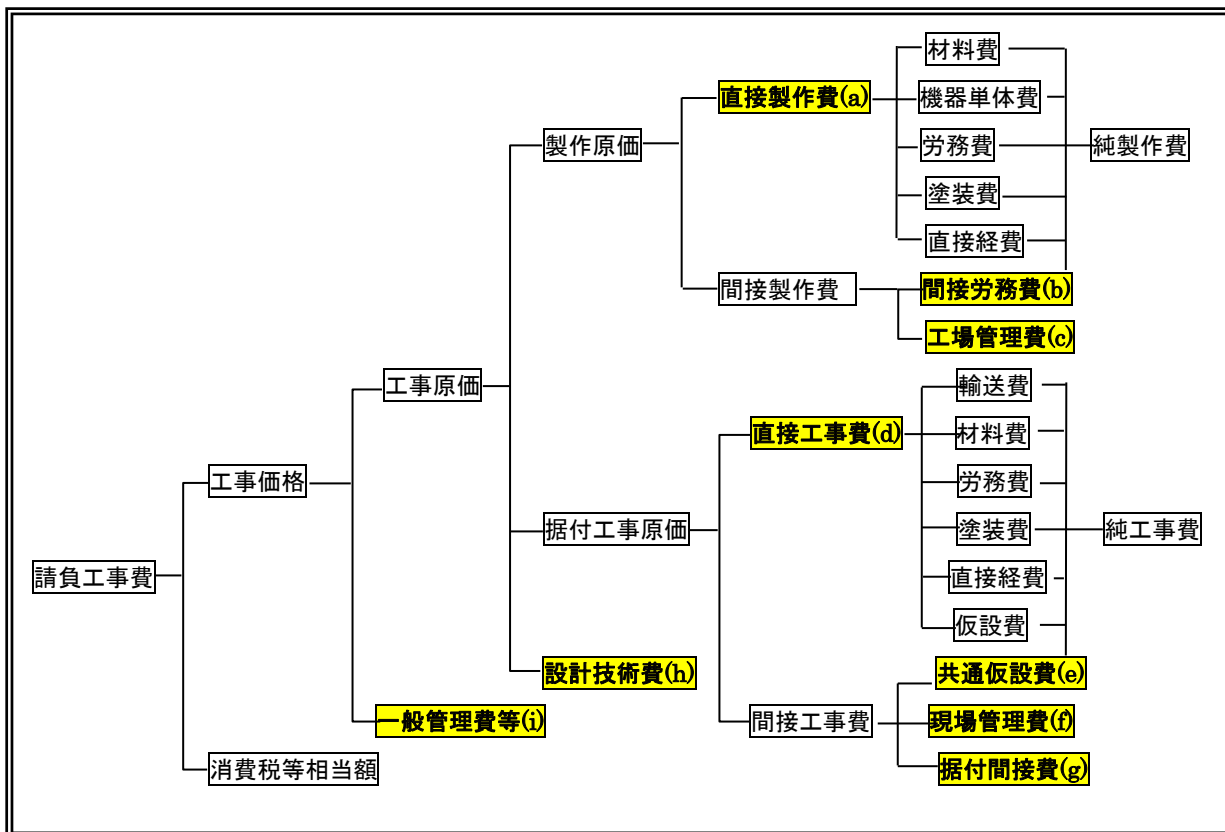 材料費
直接製作費(a)
機器単体費
製作原価
労務費
純製作費
塗装費
直接経費
間接製作費
間接労務費(b)
工場管理費(c)
工事原価
輸送費
直接工事費(d)
材料費
工事価格
労務費
据付工事原価
塗装費
純工事費
請負工事費
直接経費
仮設費
設計技術費(h)
共通仮設費(e)
一般管理費等(i)
間接工事費
現場管理費(f)
消費税等相当額
据付間接費(g)